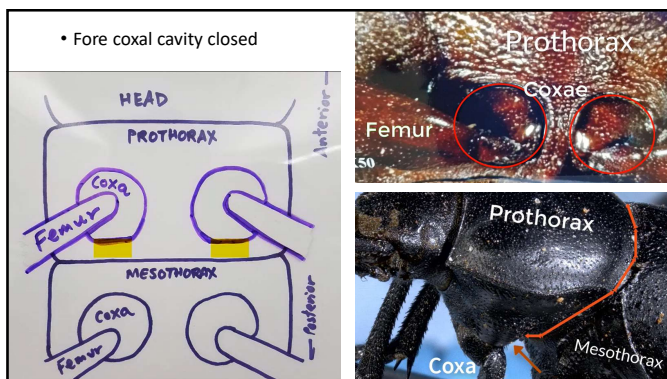 • Fore coxal cavity closed
HEAD
Anterior
PROTHORAX
Coxa
Femur
MESOTHORAX
Coxa
Femur
Posterior
Prothorax
Coxae
Femur
50
Prothorax
Coxa
Mesothorax